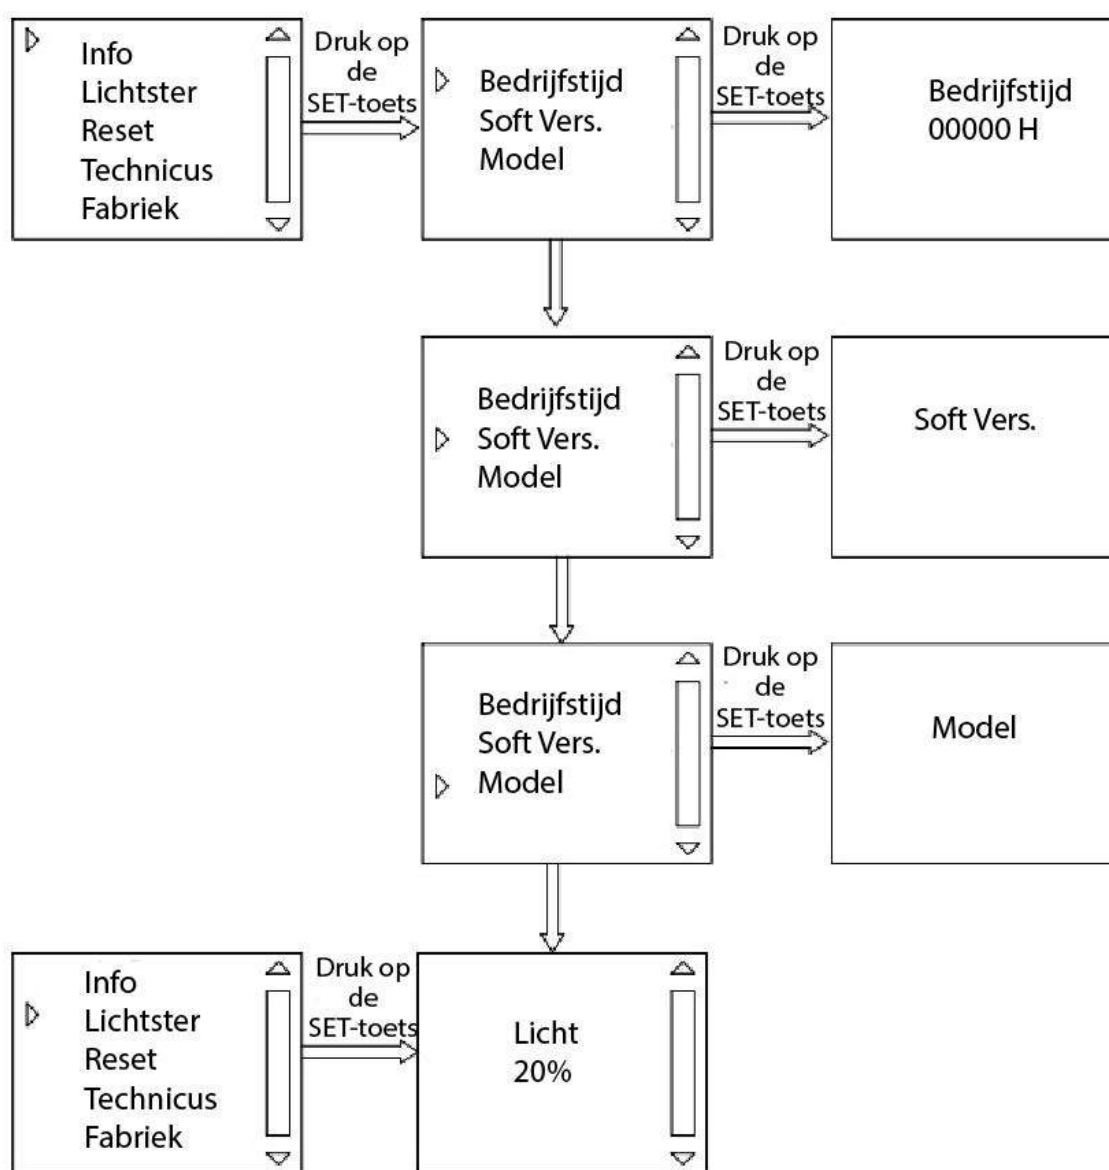 Info
Lichtster
Reset
Technicus
Fabriek
Druk op
de
SET-toets
Bedrijfstijd
Soft Vers.
Model
Druk op
de
SET-toets
Bedrijfstijd
00000 H
Bedrijfstijd
Soft Vers.
Model
Druk op
de
SET-toets
Soft Vers.
Bedrijfstijd
Soft Vers.
Model
Druk op
de
SET-toets
Model
Info
Lichtster
Reset
Technicus
Fabriek
Druk op
de
SET-toets
Licht
20%